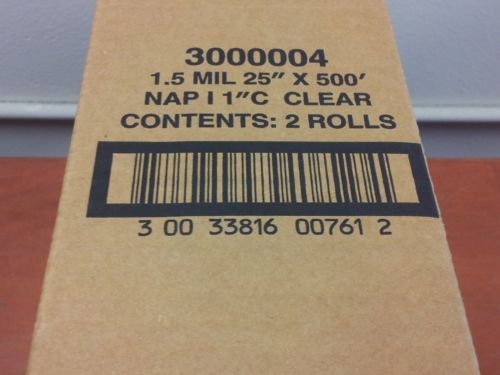 3000004
1.5 MIL 25″ X 500′
NAP I 1″C CLEAR
CONTENTS: 2 ROLLS
3 00 33816 00761 2